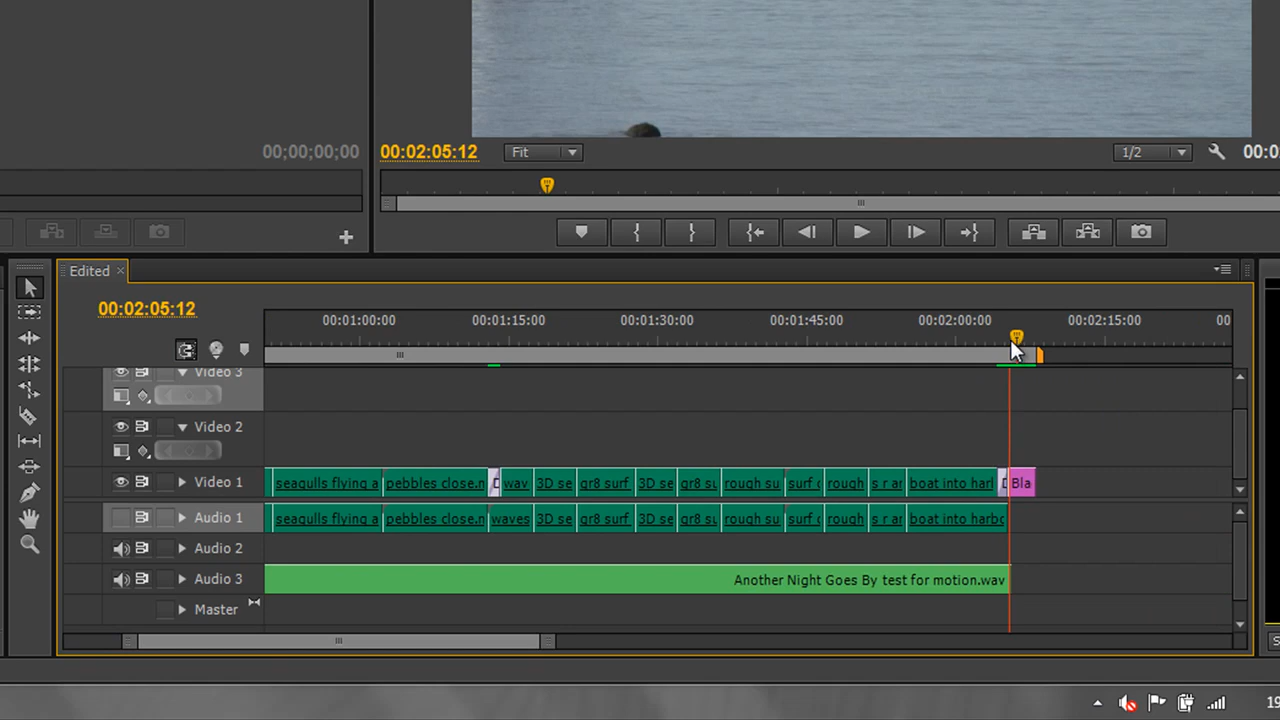 00;00;00;00
00:02:05:12
Fit
1/2
00:0
Edited
00:02:05:12
00:01:00:00
00:01:15:00
00:01:30:00
00:01:45:00
00:02:00:00
00:02:15:00
00
Video 3
Video 2
Video 1
seagulls flying a
pebbles close.m
wav
3D se
gr8 surf
3D se
gr8 su
rough su
surf c
rough
s r ar
boat into harl
Bla
Audio 1
seagulls flying a
pebbles close.m
waves
3D se
gr8 surf
3D se
gr8 su
rough su
surf c
rough
s r ar
boat into harbo
Audio 2
Audio 3
Another Night Goes By test for motion.wav
Master
S
19